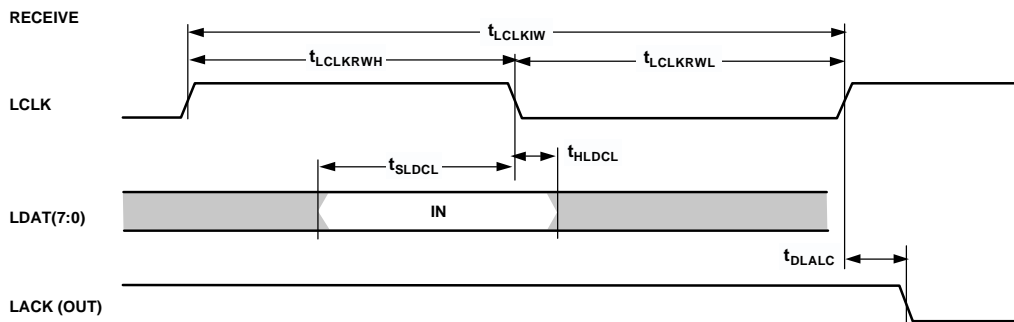 RECEIVE
tLCLKIW
tLCLKRWH
tLCLKRWL
LCLK
tHLDCL
tSLDCL
LDAT(7:0)
IN
tDLALC
LACK (OUT)